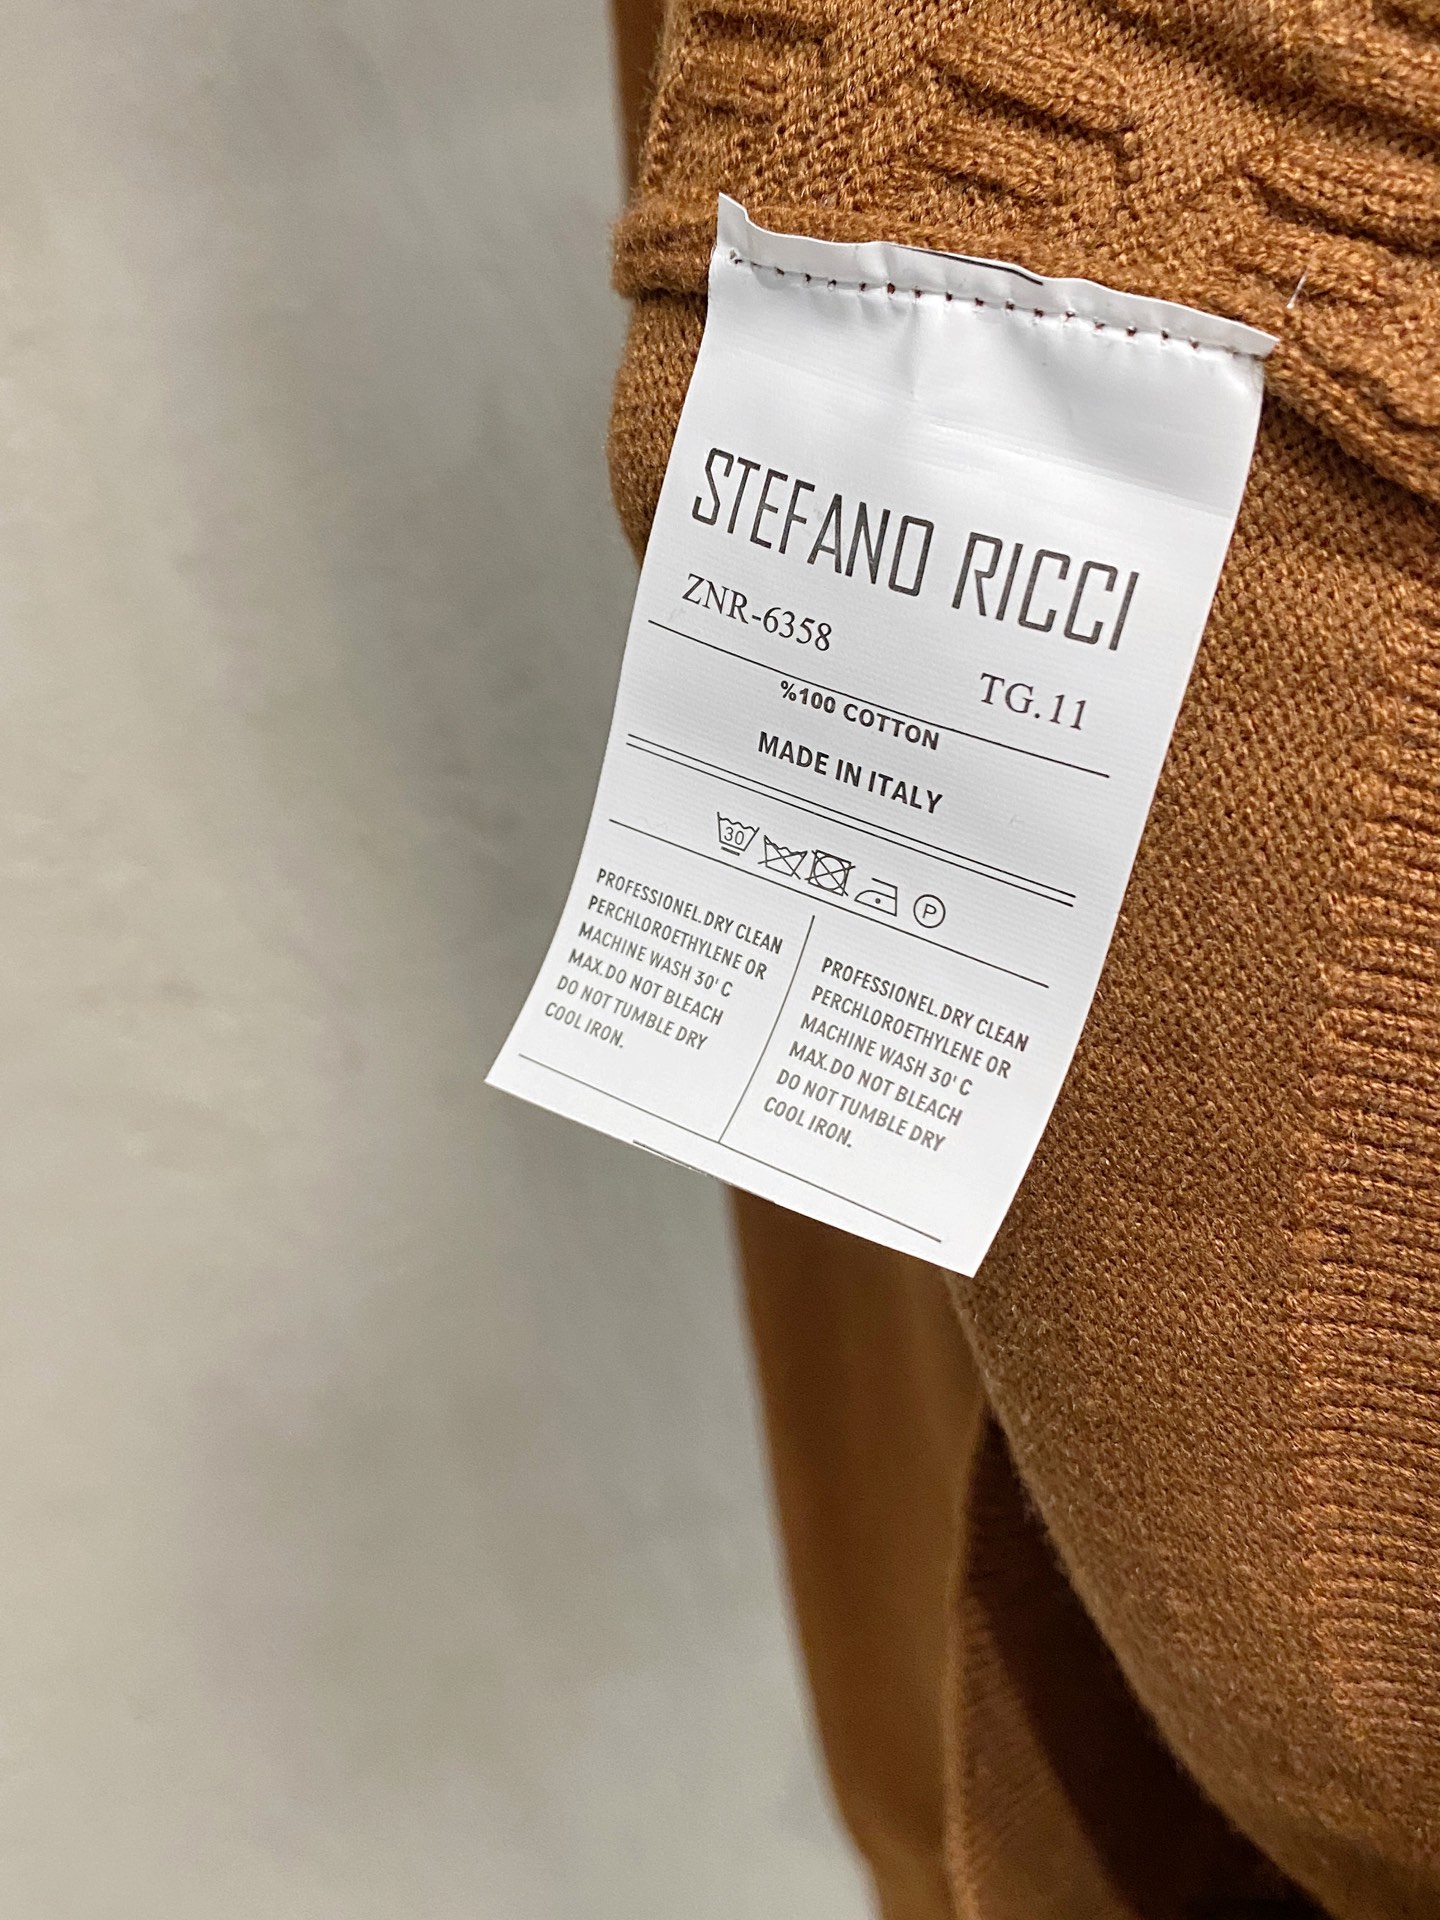 STEFANO RICCI
ZNR-6358
TG.11
%100 COTTON
MADE IN ITALY
30
P
PROFESSIONEL.DRY CLEAN
PERCHLOROETHYLENE OR
MACHINE WASH 30' C
MAX.DO NOT BLEACH
DO NOT TUMBLE DRY
COOL IRON.
PROFESSIONEL.DRY CLEAN
PERCHLOROETHYLENE OR
MACHINE WASH 30' C
MAX.DO NOT BLEACH
DO NOT TUMBLE DRY
COOL IRON.